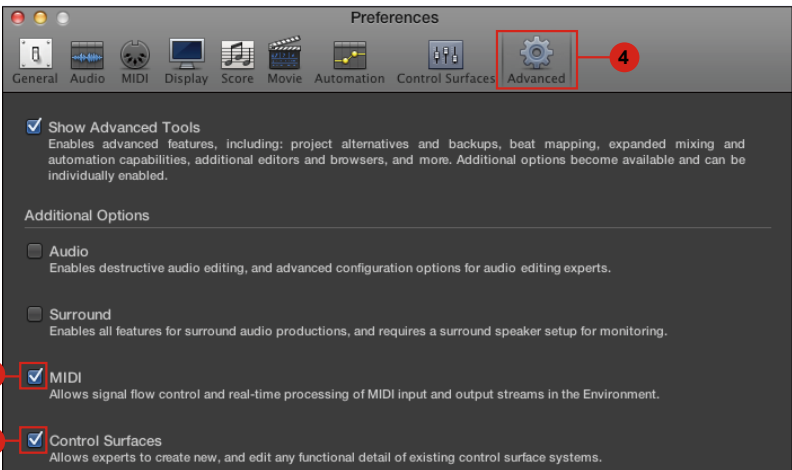 Preferences
General Audio MIDI Display Score Movie Automation Control Surfaces Advanced
4
Show Advanced Tools
Enables advanced features, including: project alternatives and backups, beat mapping, expanded mixing and
automation capabilities, additional editors and browsers, and more. Additional options become available and can be
individually enabled.
Additional Options
Audio
Enables destructive audio editing, and advanced configuration options for audio editing experts.
Surround
Enables all features for surround audio productions, and requires a surround speaker setup for monitoring.
MIDI
Allows signal flow control and real-time processing of MIDI input and output streams in the Environment.
Control Surfaces
Allows experts to create new, and edit any functional detail of existing control surface systems.